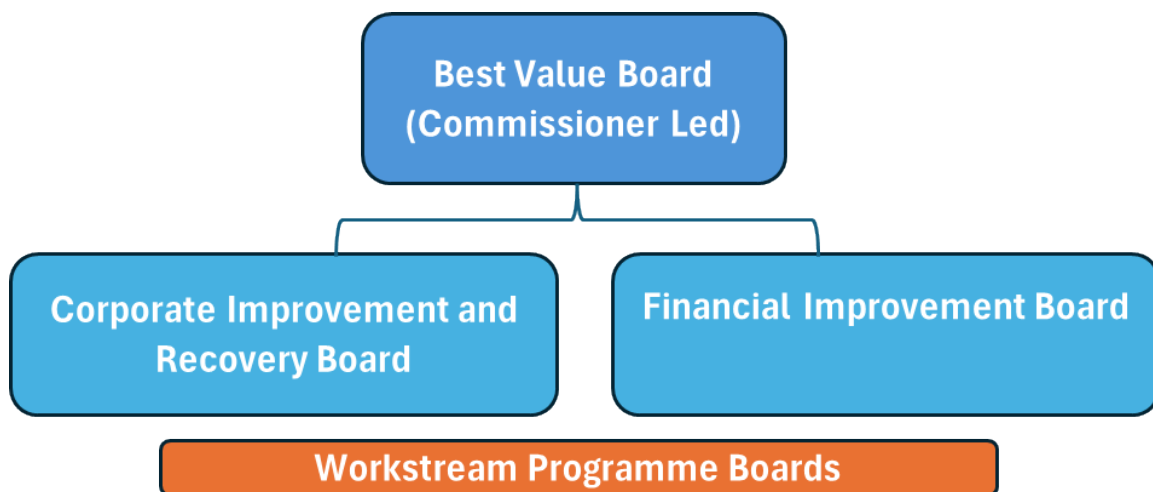 Best Value Board
(Commissioner Led)
Corporate Improvement and
Recovery Board
Financial Improvement Board
Workstream Programme Boards